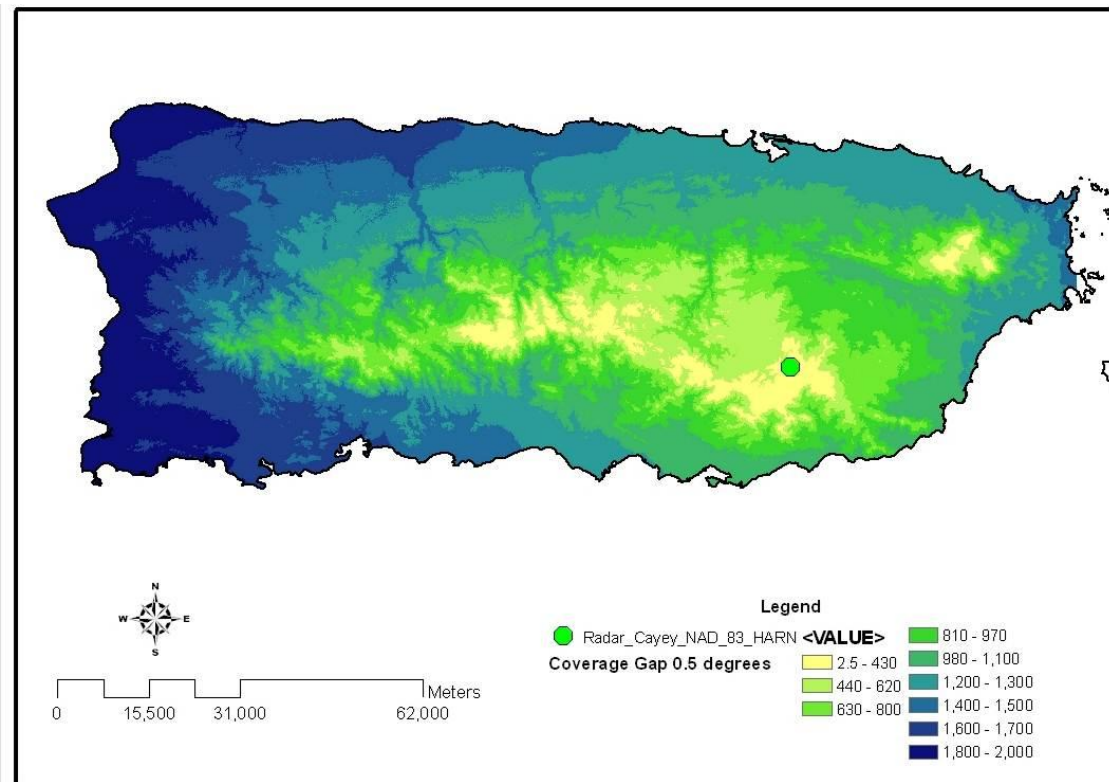 N
W E
S
Meters
0 15,500 31,000 62,000
Legend
Radar_Cayey_NAD_83_HARN
Coverage Gap 0.5 degrees
<VALUE>
2.5 - 430
440 - 620
630 - 800
810 - 970
980 - 1,100
1,200 - 1,300
1,400 - 1,500
1,600 - 1,700
1,800 - 2,000